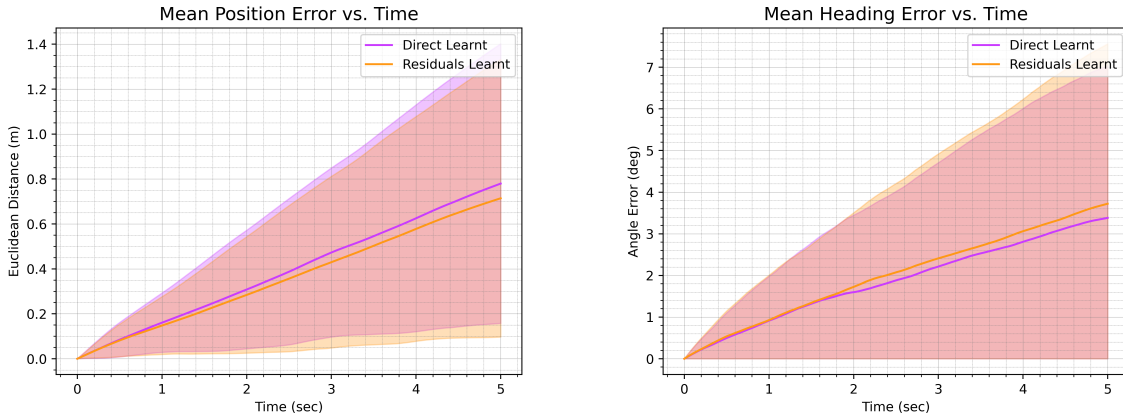 Mean Position Error vs. Time
Euclidean Distance (m)
1.4
1.2
1.0
0.8
0.6
0.4
0.2
0.0
Direct Learnt
Residuals Learnt
0 1 2 3 4 5
Time (sec)
Mean Heading Error vs. Time
Angle Error (deg)
7
6
5
4
3
2
1
0
Direct Learnt
Residuals Learnt
0 1 2 3 4 5
Time (sec)